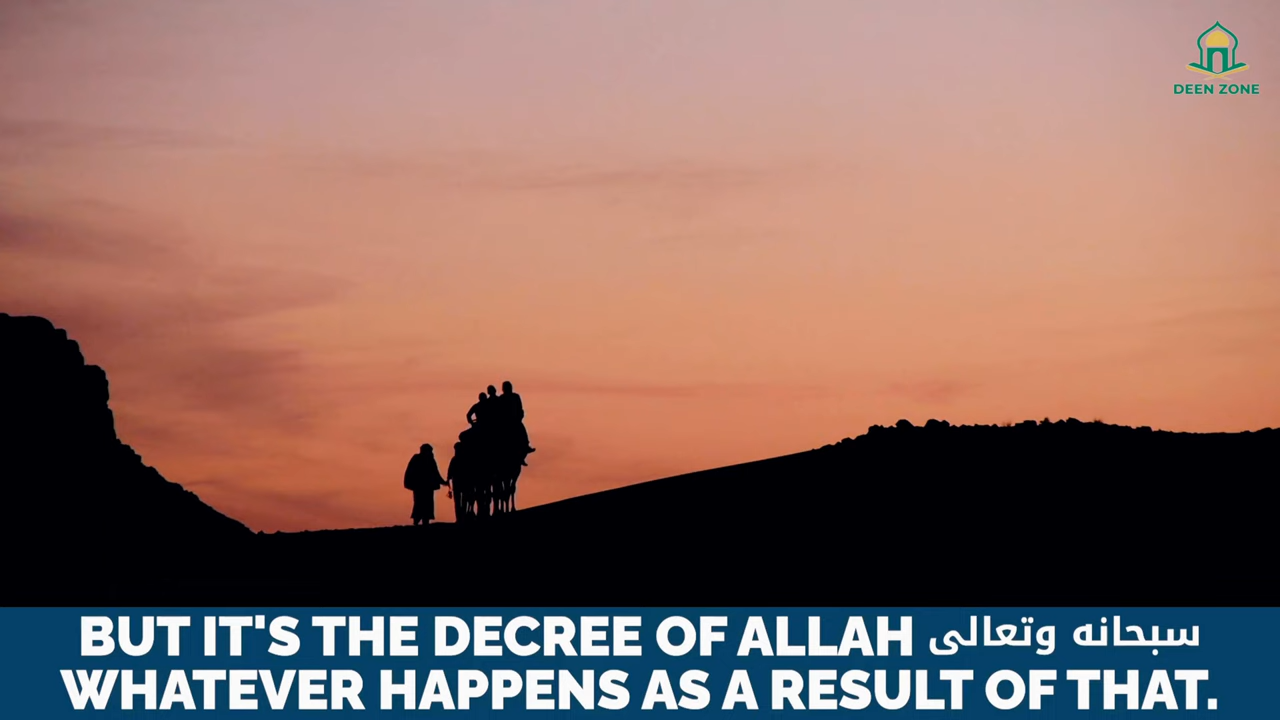 DEEN ZONE
BUT IT'S THE DECREE OF ALLAH سبحانه وتعالى
WHATEVER HAPPENS AS A RESULT OF THAT.